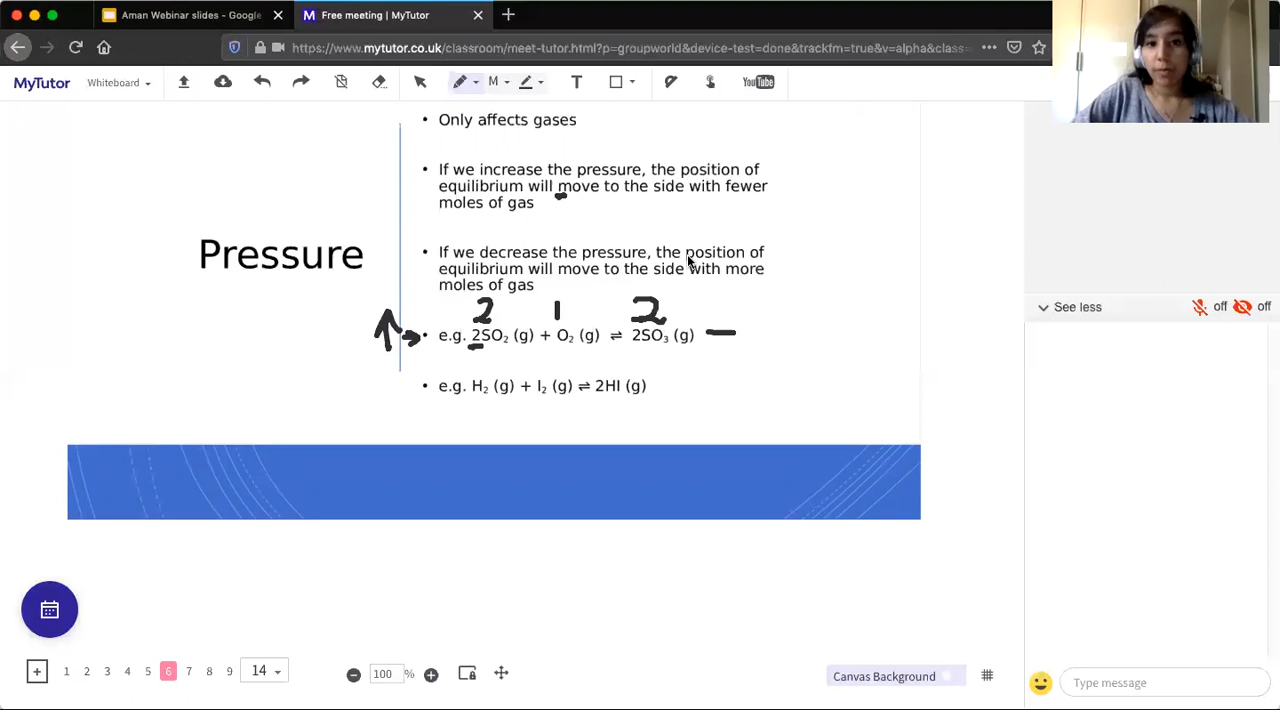 Aman Webinar slides - Google
Free meeting | MyTutor
https://www.mytutor.co.uk/classroom/meet-tutor.html?p=groupworld&device-test=done&trackfm=true&v=alpha&class=
MyTutor
Whiteboard
M
T
YouTube
• Only affects gases
• If we increase the pressure, the position of
equilibrium will move to the side with fewer
moles of gas
Pressure
• If we decrease the pressure, the position of
equilibrium will move to the side with more
moles of gas
2 1 2
• e.g. 2SO₂ (g) + O₂ (g) ⇌ 2SO₃ (g)
• e.g. H₂ (g) + I₂ (g) ⇌ 2HI (g)
See less
off
off
1 2 3 4 5 6 7 8 9 14
100 %
Canvas Background
Type message